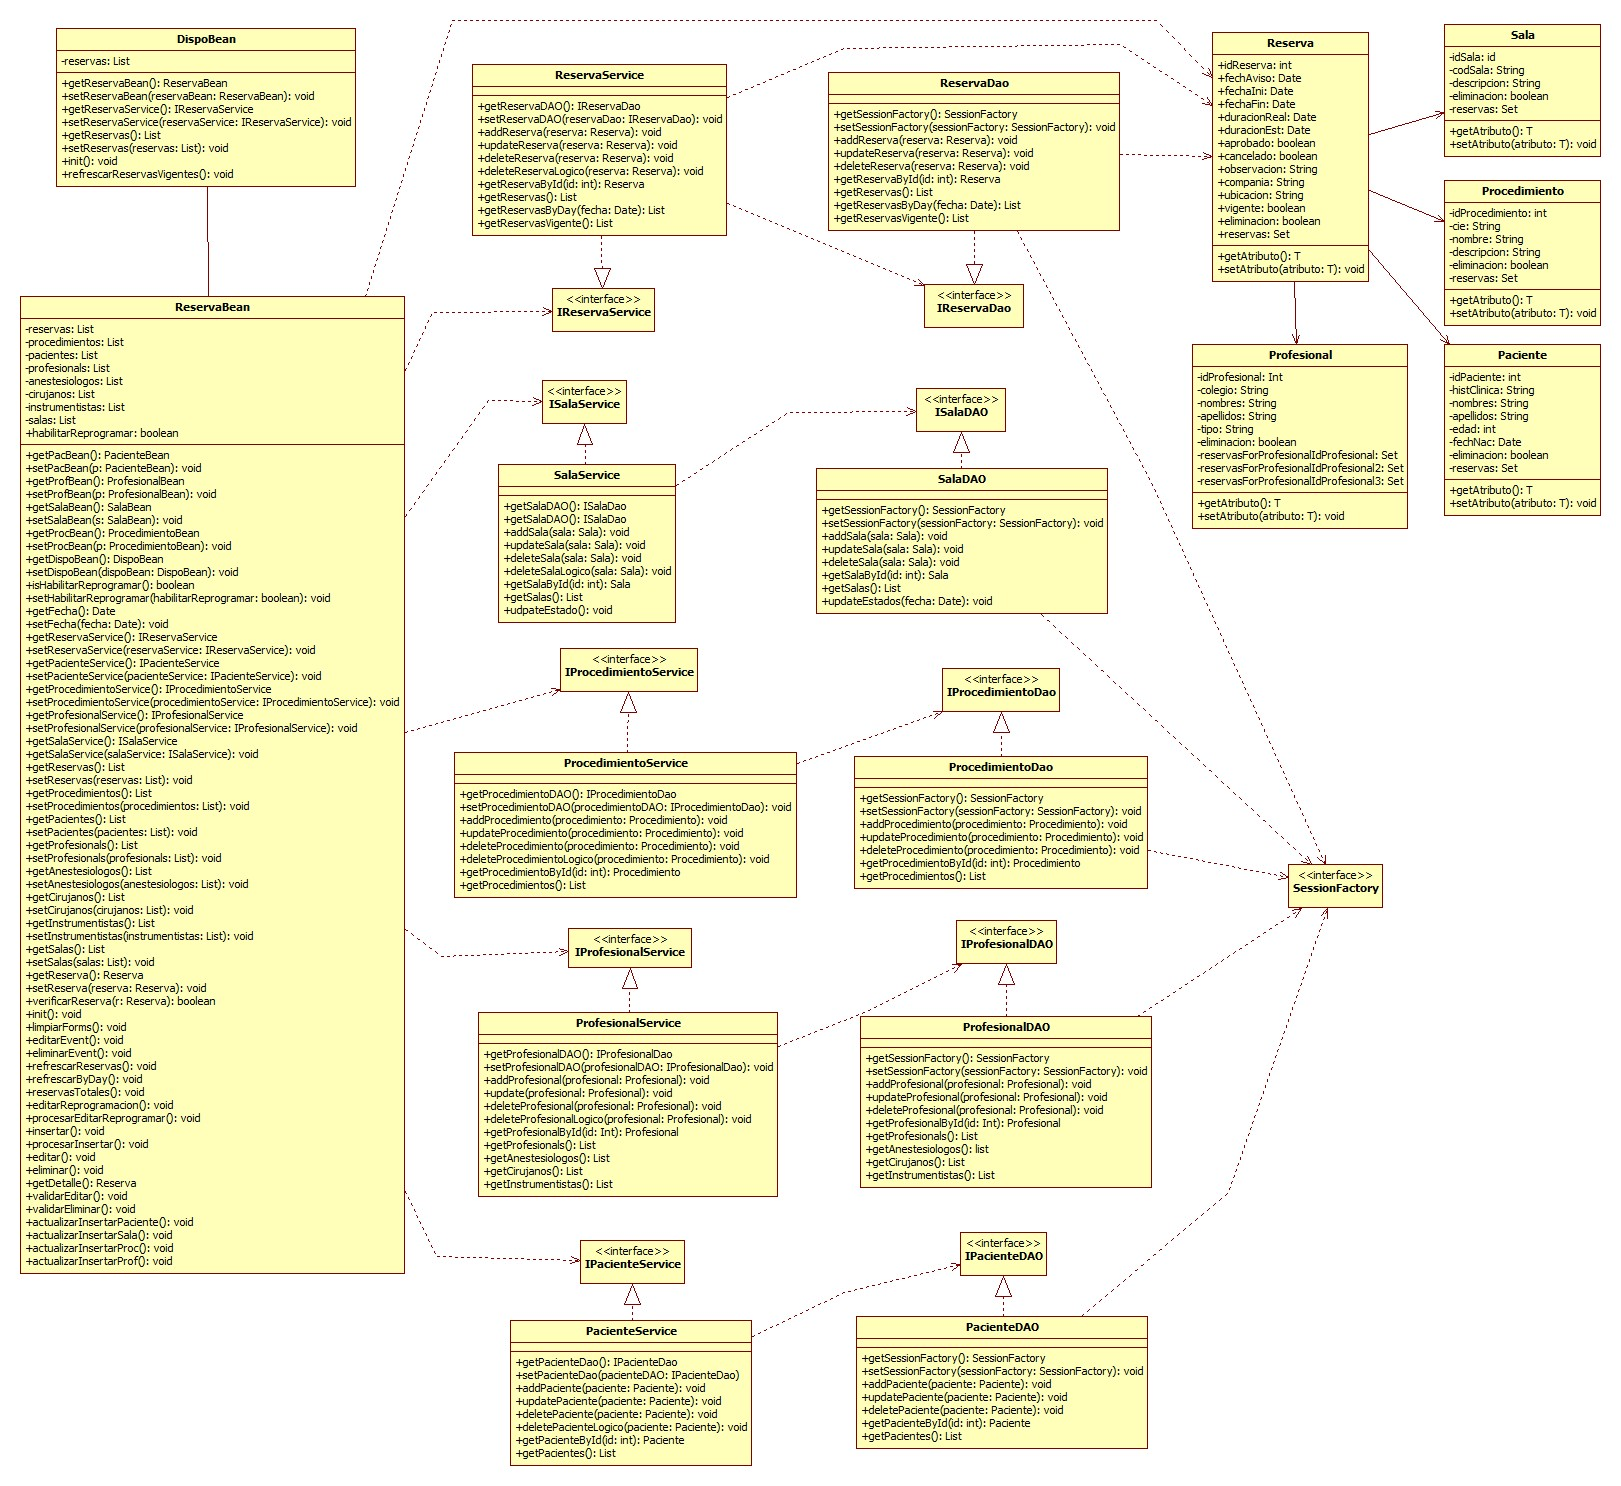 DispoBean
-reservas: List
+getReservaBean(): ReservaBean
+setReservaBean(reservaBean: ReservaBean): void
+getReservaService(): IReservaService
+setReservaService(reservaService: IReservaService): void
+getReservas(): List
+setReservas(reservas: List): void
+init(): void
+refrescarReservasVigentes(): void
ReservaService
+getReservaDAO(): IReservaDao
+setReservaDAO(reservaDao: IReservaDao): void
+addReserva(reserva: Reserva): void
+updateReserva(reserva: Reserva): void
+deleteReserva(reserva: Reserva): void
+deleteReservaLogico(reserva: Reserva): void
+getReservaById(id: int): Reserva
+getReservas(): List
+getReservasByDay(fecha: Date): List
+getReservasVigente(): List
ReservaDao
+getSessionFactory(): SessionFactory
+setSessionFactory(sessionFactory: SessionFactory): void
+addReserva(reserva: Reserva): void
+updateReserva(reserva: Reserva): void
+deleteReserva(reserva: Reserva): void
+getReservaById(id: int): Reserva
+getReservas(): List
+getReservasByDay(fecha: Date): List
+getReservasVigente(): List
Reserva
+idReserva: int
+fechAviso: Date
+fechaIni: Date
+fechaFin: Date
+duracionReal: Date
+duracionEst: Date
+aprobado: boolean
+cancelado: boolean
+observacion: String
+compania: String
+ubicacion: String
+vigente: boolean
+eliminacion: boolean
+reservas: Set
+getAtributo(): T
+setAtributo(atributo: T): void
Sala
-idSala: id
-codSala: String
-descripcion: String
-eliminacion: boolean
-reservas: Set
+getAtributo(): T
+setAtributo(atributo: T): void
Procedimiento
-idProcedimiento: int
-cie: String
-nombre: String
-descripcion: String
-eliminacion: boolean
-reservas: Set
+getAtributo(): T
+setAtributo(atributo: T): void
Profesional
-idProfesional: Int
-colegio: String
-nombres: String
-apellidos: String
-tipo: String
-eliminacion: boolean
-reservasForProfesionalIdProfesional: Set
-reservasForProfesionalIdProfesional2: Set
-reservasForProfesionalIdProfesional3: Set
+getAtributo(): T
+setAtributo(atributo: T): void
Paciente
-idPaciente: int
-histClinica: String
-nombres: String
-apellidos: String
-edad: int
-fechNac: Date
-eliminacion: boolean
-reservas: Set
+getAtributo(): T
+setAtributo(atributo: T): void
ReservaBean
-reservas: List
-procedimientos: List
-pacientes: List
-profesionals: List
-anestesiologos: List
-cirujanos: List
-instrumentistas: List
-salas: List
+habilitarReprogramar: boolean
+getPacBean(): PacienteBean
+setPacBean(p: PacienteBean): void
+getProfBean(): ProfesionalBean
+setProfBean(p: ProfesionalBean): void
+getSalaBean(): SalaBean
+setSalaBean(s: SalaBean): void
+getProcBean(): ProcedimientoBean
+setProcBean(p: ProcedimientoBean): void
+getDispoBean(): DispoBean
+setDispoBean(dispoBean: DispoBean): void
+isHabilitarReprogramar(): boolean
+setHabilitarReprogramar(habilitarReprogramar: boolean): void
+getFecha(): Date
+setFecha(fecha: Date): void
+getReservaService(): IReservaService
+setReservaService(reservaService: IReservaService): void
+getPacienteService(): IPacienteService
+setPacienteService(pacienteService: IPacienteService): void
+getProcedimientoService(): IProcedimientoService
+setProcedimientoService(procedimientoService: IProcedimientoService): void
+getProfesionalService(): IProfesionalService
+setProfesionalService(profesionalService: IProfesionalService): void
+getSalaService(): ISalaService
+getSalaService(salaService: ISalaService): void
+getReservas(): List
+setReservas(reservas: List): void
+getProcedimientos(): List
+setProcedimientos(procedimientos: List): void
+getPacientes(): List
+setPacientes(pacientes: List): void
+getProfesionals(): List
+setProfesionals(profesionals: List): void
+getAnestesiologos(): List
+setAnestesiologos(anestesiologos: List): void
+getCirujanos(): List
+setCirujanos(cirujanos: List): void
+getInstrumentistas(): List
+setInstrumentistas(instrumentistas: List): void
+getSalas(): List
+setSalas(salas: List): void
+getReserva(): Reserva
+setReserva(reserva: Reserva): void
+verificarReserva(r: Reserva): boolean
+init(): void
+limpiarForms(): void
+editarEvent(): void
+eliminarEvent(): void
+refrescarReservas(): void
+refrescarByDay(): void
+reservasTotales(): void
+editarReprogramacion(): void
+procesarEditarReprogramar(): void
+insertar(): void
+procesarInsertar(): void
+editar(): void
+eliminar(): void
+getDetalle(): Reserva
+validarEditar(): void
+validarEliminar(): void
+actualizarInsertarPaciente(): void
+actualizarInsertarSala(): void
+actualizarInsertarProc(): void
+actualizarInsertarProf(): void
<<interface>>
IReservaService
<<interface>>
IReservaDao
<<interface>>
ISalaService
<<interface>>
ISalaDAO
SalaService
+getSalaDAO(): ISalaDao
+getSalaDAO(): ISalaDao
+addSala(sala: Sala): void
+updateSala(sala: Sala): void
+deleteSala(sala: Sala): void
+deleteSalaLogico(sala: Sala): void
+getSalaById(id: int): Sala
+getSalas(): List
+udpateEstado(): void
SalaDAO
+getSessionFactory(): SessionFactory
+setSessionFactory(sessionFactory: SessionFactory): void
+addSala(sala: Sala): void
+updateSala(sala: Sala): void
+deleteSala(sala: Sala): void
+getSalaById(id: int): Sala
+getSalas(): List
+updateEstados(fecha: Date): void
<<interface>>
IProcedimientoService
<<interface>>
IProcedimientoDao
ProcedimientoService
+getProcedimientoDAO(): IProcedimientoDao
+setProcedimientoDAO(procedimientoDAO: IProcedimientoDao): void
+addProcedimiento(procedimiento: Procedimiento): void
+updateProcedimiento(procedimiento: Procedimiento): void
+deleteProcedimiento(procedimiento: Procedimiento): void
+deleteProcedimientoLogico(procedimiento: Procedimiento): void
+getProcedimientoById(id: int): Procedimiento
+getProcedimientos(): List
ProcedimientoDao
+getSessionFactory(): SessionFactory
+setSessionFactory(sessionFactory: SessionFactory): void
+addProcedimiento(procedimiento: Procedimiento): void
+updateProcedimiento(procedimiento: Procedimiento): void
+deleteProcedimiento(procedimiento: Procedimiento): void
+getProcedimientoById(id: int): Procedimiento
+getProcedimientos(): List
<<interface>>
SessionFactory
<<interface>>
IProfesionalService
<<interface>>
IProfesionalDAO
ProfesionalService
+getProfesionalDAO(): IProfesionalDao
+setProfesionalDAO(profesionalDAO: IProfesionalDao): void
+addProfesional(profesional: Profesional): void
+update(profesional: Profesional): void
+deleteProfesional(profesional: Profesional): void
+deleteProfesionalLogico(profesional: Profesional): void
+getProfesionalById(id: Int): Profesional
+getProfesionals(): List
+getAnestesiologos(): List
+getCirujanos(): List
+getInstrumentistas(): List
ProfesionalDAO
+getSessionFactory(): SessionFactory
+setSessionFactory(sessionFactory: SessionFactory): void
+addProfesional(profesional: Profesional): void
+updateProfesional(profesional: Profesional): void
+deleteProfesional(profesional: Profesional): void
+getProfesionalById(id: Int): Profesional
+getProfesionals(): List
+getAnestesiologos(): list
+getCirujanos(): List
+getInstrumentistas(): List
<<interface>>
IPacienteService
<<interface>>
IPacienteDAO
PacienteService
+getPacienteDao(): IPacienteDao
+setPacienteDao(pacienteDAO: IPacienteDao)
+addPaciente(paciente: Paciente): void
+updatePaciente(paciente: Paciente): void
+deletePaciente(paciente: Paciente): void
+deletePacienteLogico(paciente: Paciente): void
+getPacienteById(id: int): Paciente
+getPacientes(): List
PacienteDAO
+getSessionFactory(): SessionFactory
+setSessionFactory(sessionFactory: SessionFactory): void
+addPaciente(paciente: Paciente): void
+updatePaciente(paciente: Paciente): void
+deletePaciente(paciente: Paciente): void
+getPacienteById(id: int): Paciente
+getPacientes(): List